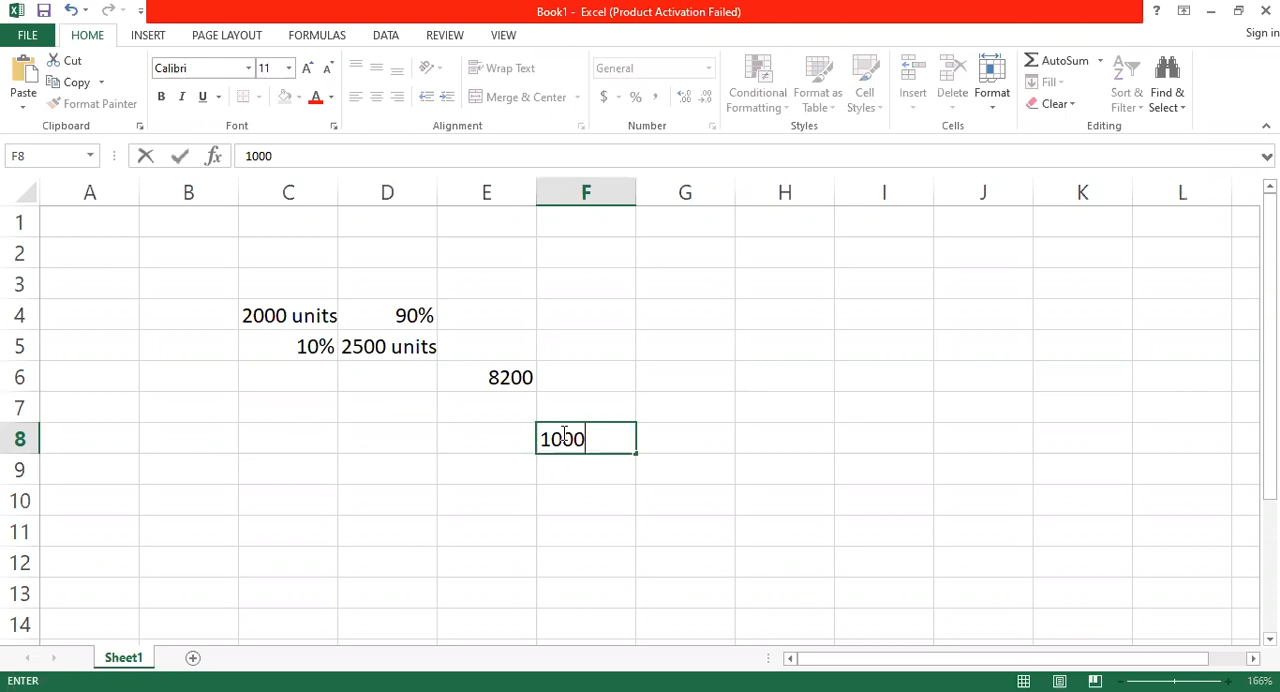 Book1 - Excel (Product Activation Failed)
?
FILE HOME INSERT PAGE LAYOUT FORMULAS DATA REVIEW VIEW Sign in
Cut
Copy
Format Painter
Paste
Clipboard
Calibri 11
B I U
Font
Wrap Text
Merge & Center
Alignment
General
$ % ,
Number
Conditional Formatting
Format as Table
Cell Styles
Styles
Insert Delete Format
Cells
AutoSum
Fill
Clear
Sort & Filter
Find & Select
Editing
F8 fx 1000
A B C D E F G H I J K L
1
2
3
4 2000 units 90%
5 10% 2500 units
6 8200
7
8 1000
9
10
11
12
13
14
Sheet1
ENTER 166%